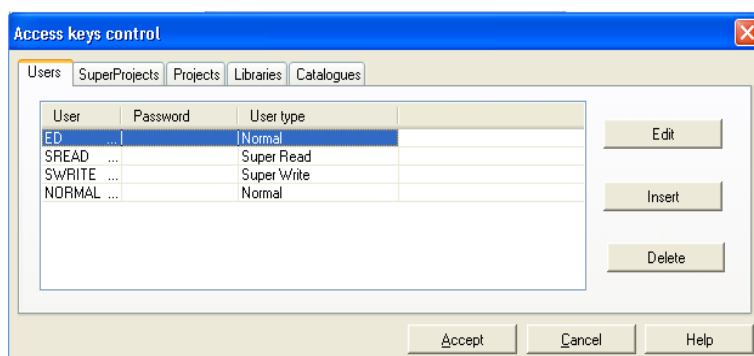 Access keys control
Users SuperProjects Projects Libraries Catalogues
User Password User type
ED ... Normal
SREAD ... Super Read
SWRITE ... Super Write
NORMAL ... Normal
Edit
Insert
Delete
Accept Cancel Help